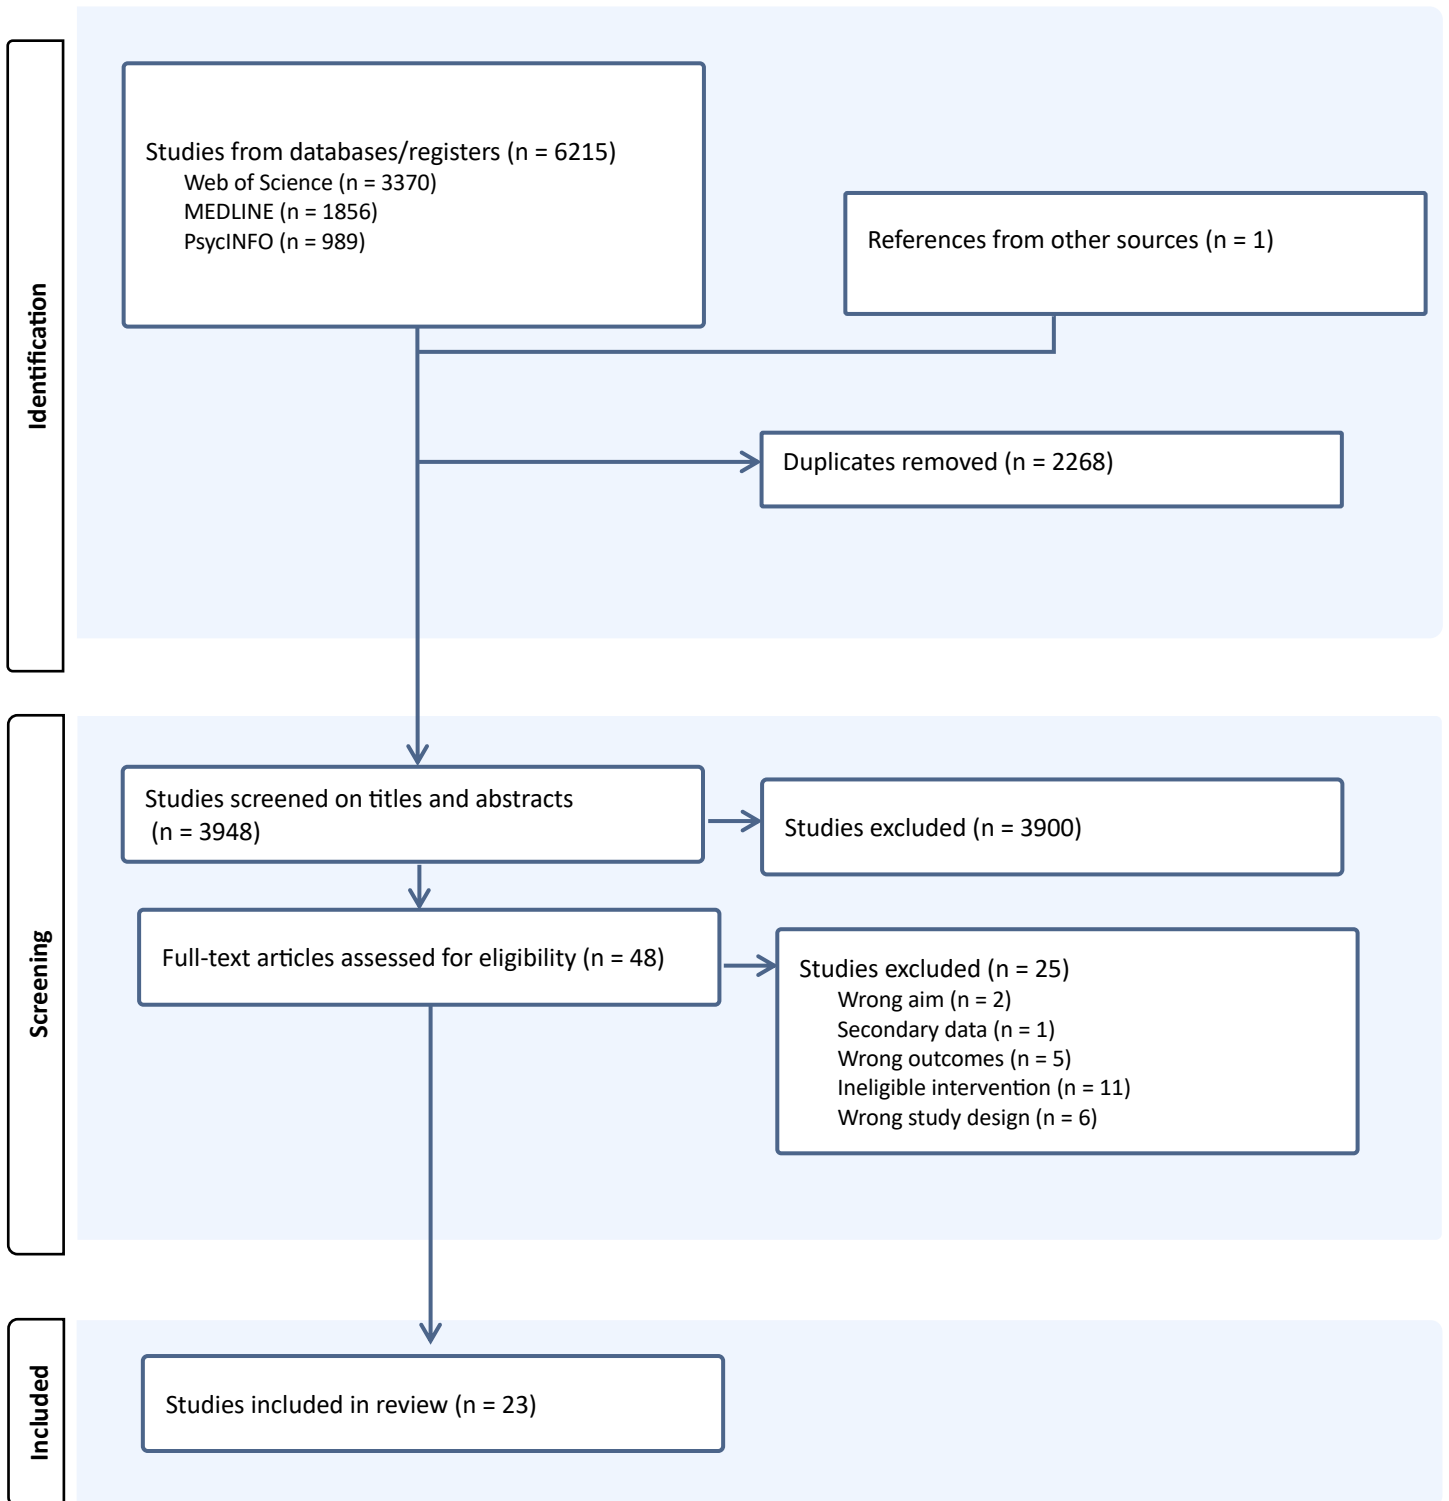 Identification
Studies from databases/registers (n = 6215)
Web of Science (n = 3370)
MEDLINE (n = 1856)
PsycINFO (n = 989)
References from other sources (n = 1)
Duplicates removed (n = 2268)
Screening
Studies screened on titles and abstracts
(n = 3948)
Studies excluded (n = 3900)
Full-text articles assessed for eligibility (n = 48)
Studies excluded (n = 25)
Wrong aim (n = 2)
Secondary data (n = 1)
Wrong outcomes (n = 5)
Ineligible intervention (n = 11)
Wrong study design (n = 6)
Included
Studies included in review (n = 23)